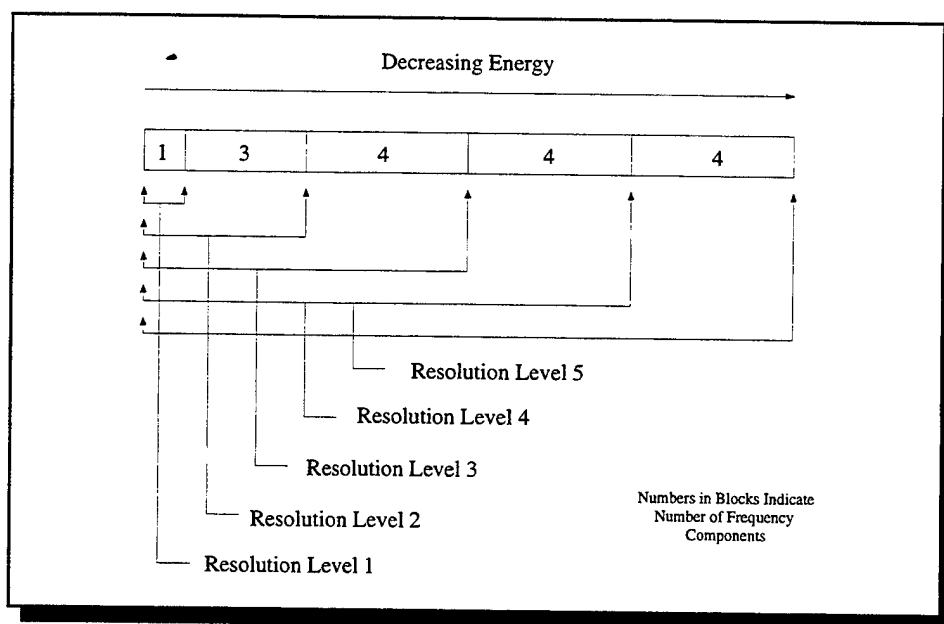 Decreasing Energy
1 3 4 4 4
Resolution Level 5
Resolution Level 4
Resolution Level 3
Resolution Level 2
Resolution Level 1
Numbers in Blocks Indicate
Number of Frequency
Components